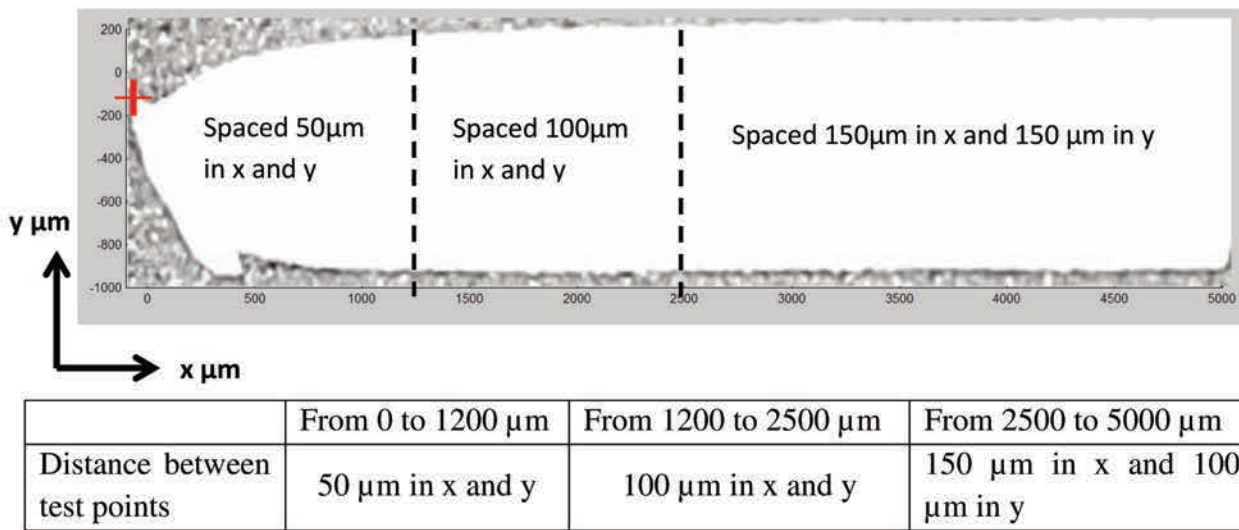 200
0
-200
-400
-600
-800
-1000
Spaced 50µm
in x and y
Spaced 100µm
in x and y
Spaced 150µm in x and 150 µm in y
0 500 1000 1500 2000 2500 3000 3500 4000 4500 5000
y µm
x µm
From 0 to 1200 µm From 1200 to 2500 µm From 2500 to 5000 µm
Distance between test points 50 µm in x and y 100 µm in x and y 150 µm in x and 100 µm in y